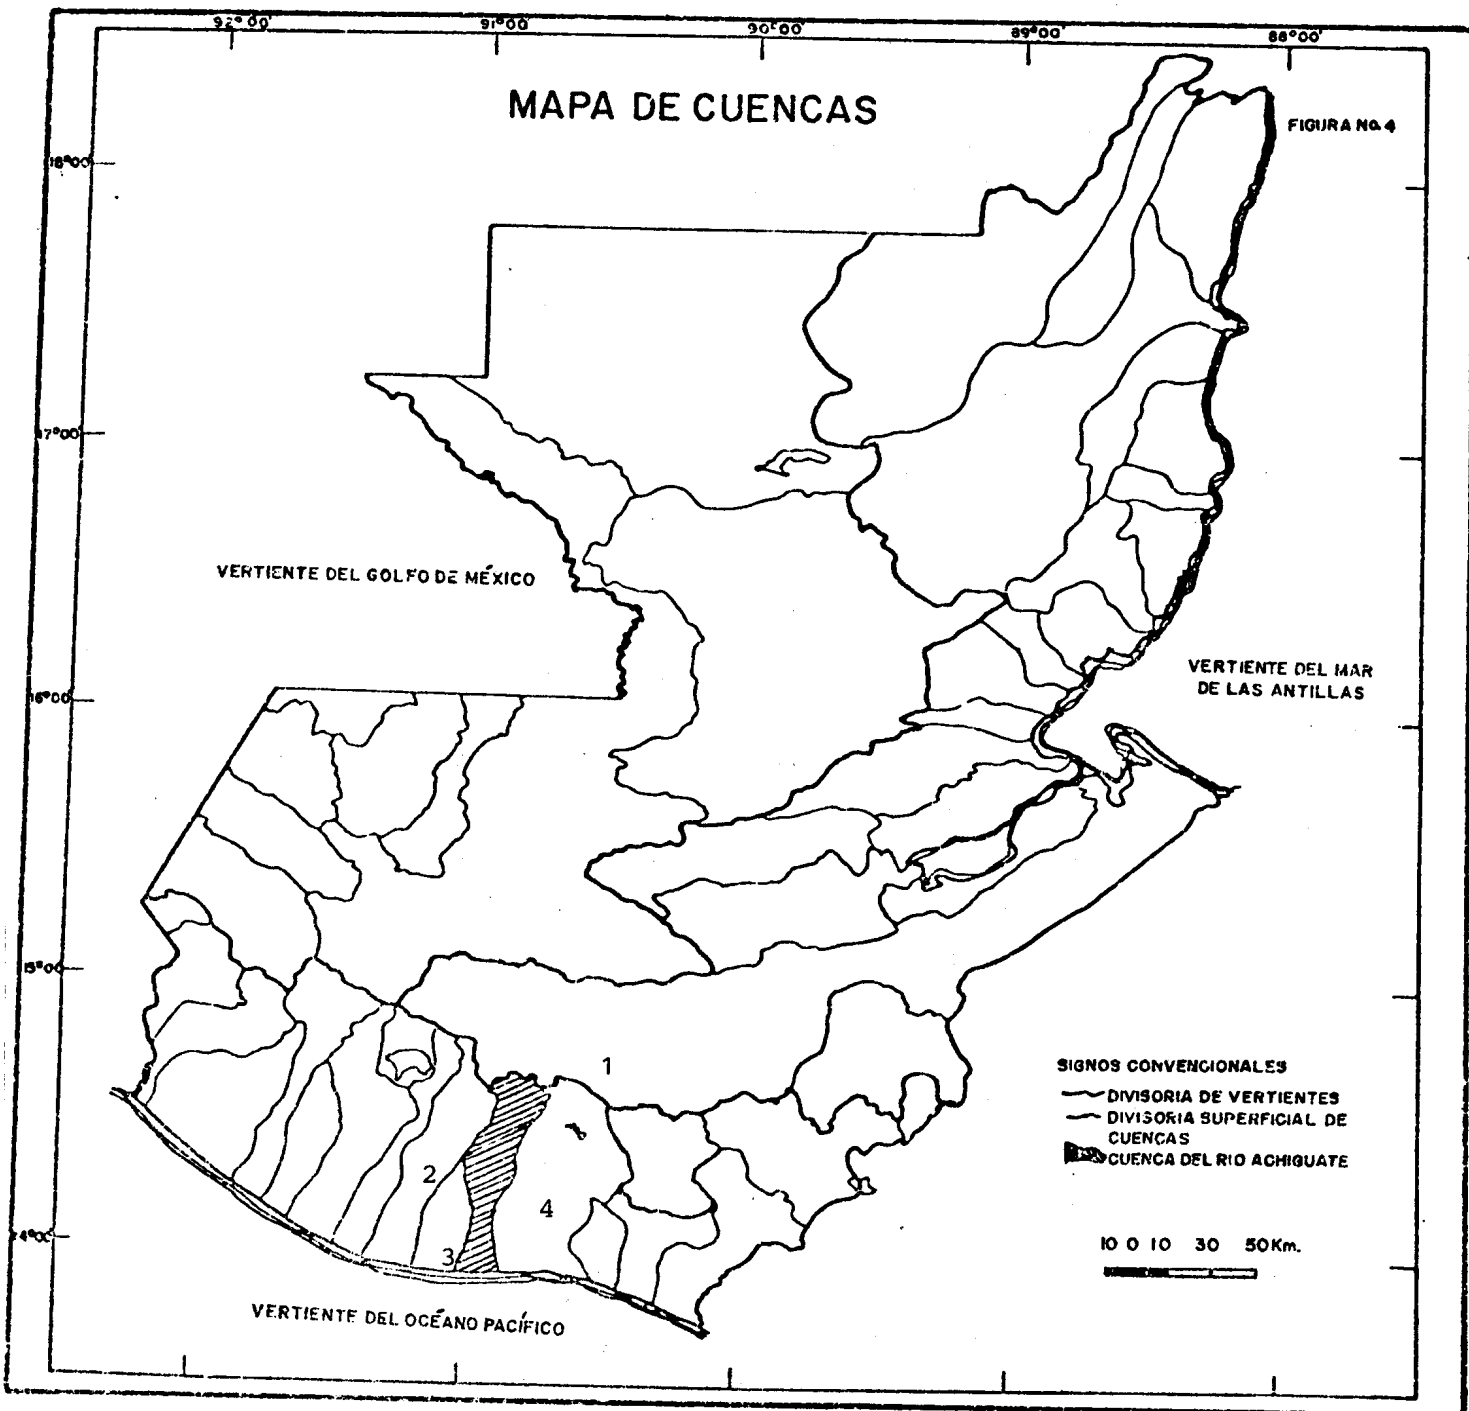 92°00'
91°00'
90°00'
89°00'
88°00'
MAPA DE CUENCAS
FIGURA No. 4
18°00'
17°00'
VERTIENTE DEL GOLFO DE MÉXICO
VERTIENTE DEL MAR
DE LAS ANTILLAS
16°00'
15°00'
1
SIGNOS CONVENCIONALES
DIVISORIA DE VERTIENTES
DIVISORIA SUPERFICIAL DE
CUENCAS
CUENCA DEL RIO ACHIGUATE
2
4
14°00'
3
10 0 10 30 50Km.
VERTIENTE DEL OCÉANO PACÍFICO